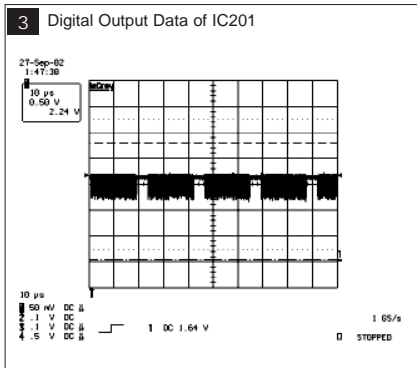 3 Digital Output Data of IC201
27-Sep-02
1:47:38
10 µs
0.50 V
2.24 V
LeCroy
1
10 µs
1 50 mV DC
2 .1 V DC
3 .1 V DC
4 .5 V DC
1 DC 1.64 V
1 GS/s
STOPPED